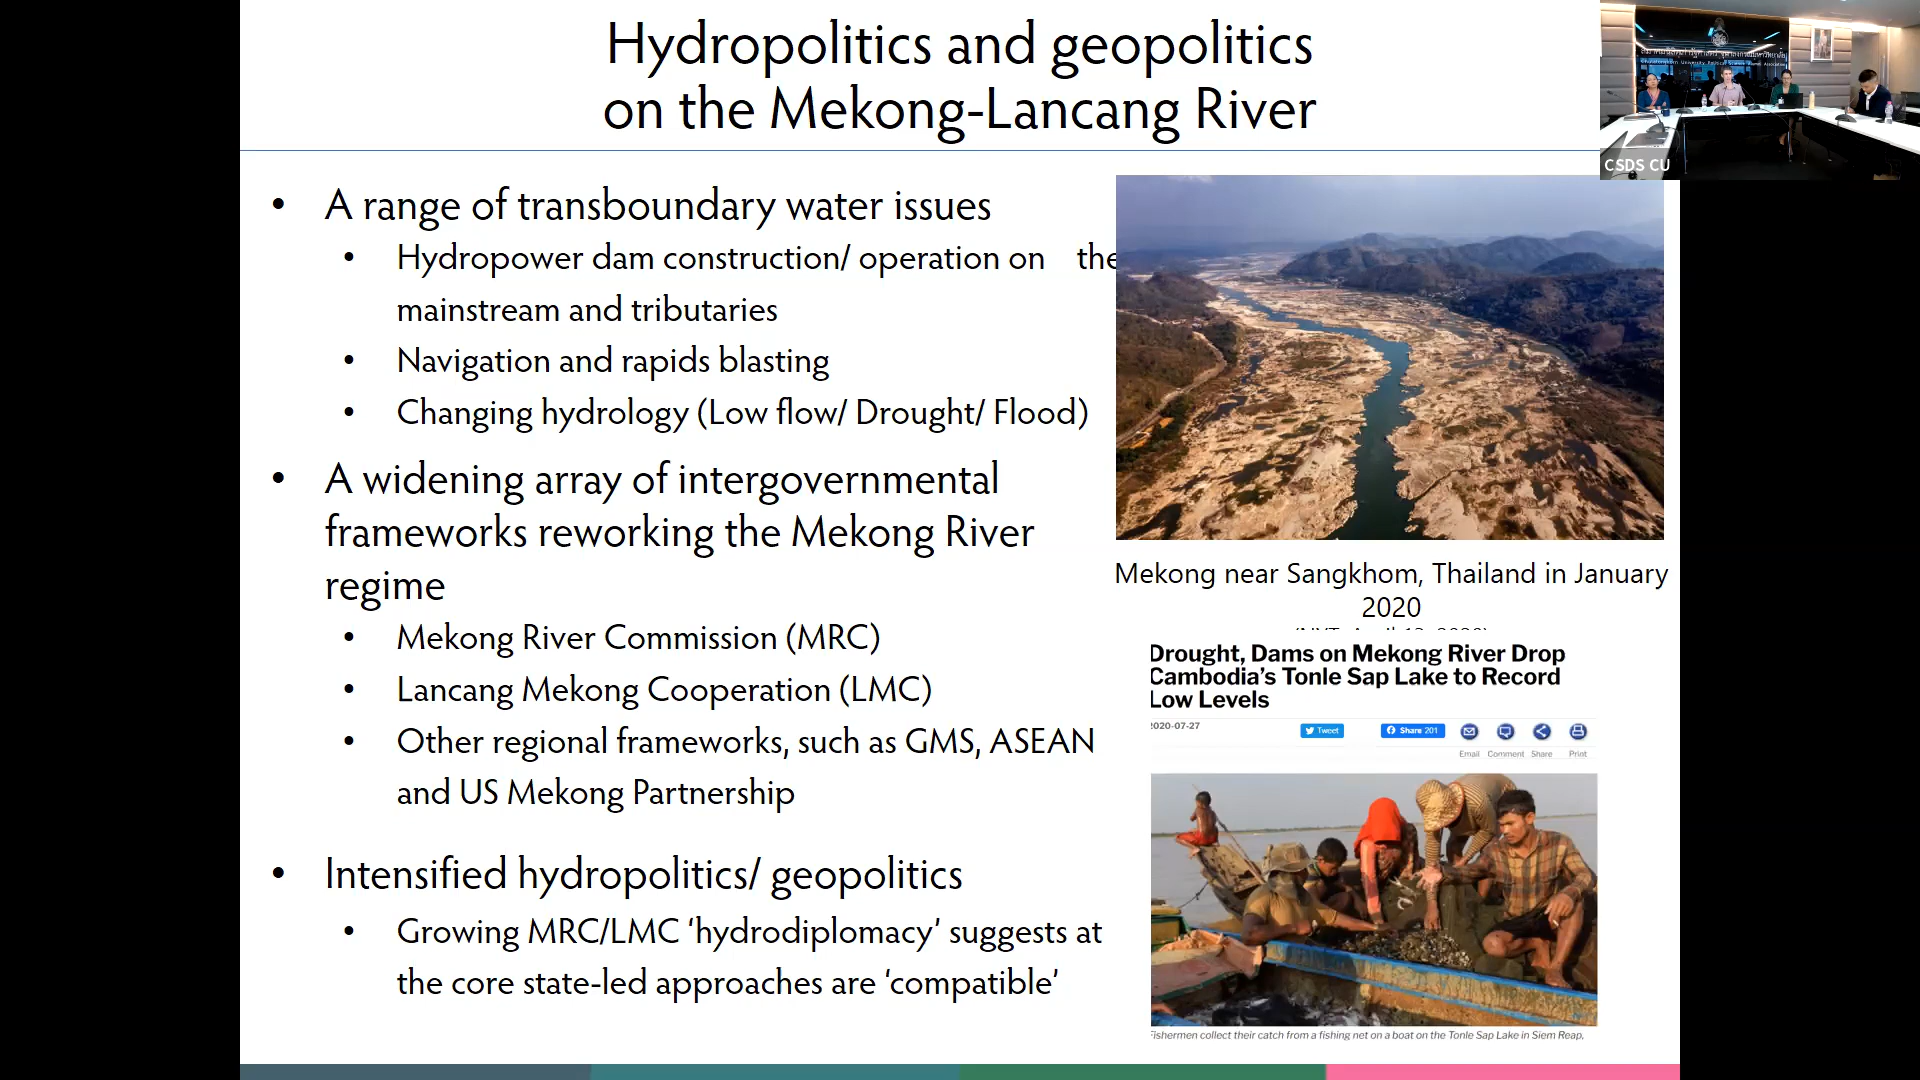 Hydropolitics and geopolitics
on the Mekong-Lancang River
CSDS CU
• A range of transboundary water issues
• Hydropower dam construction/ operation on the
mainstream and tributaries
• Navigation and rapids blasting
• Changing hydrology (Low flow/ Drought/ Flood)
• A widening array of intergovernmental
frameworks reworking the Mekong River
regime
• Mekong River Commission (MRC)
• Lancang Mekong Cooperation (LMC)
• Other regional frameworks, such as GMS, ASEAN
and US Mekong Partnership
• Intensified hydropolitics/ geopolitics
• Growing MRC/LMC ‘hydrodiplomacy’ suggests at
the core state-led approaches are ‘compatible’
Mekong near Sangkhom, Thailand in January
2020
Drought, Dams on Mekong River Drop
Cambodia's Tonle Sap Lake to Record
Low Levels
2020-07-27
Tweet
Share 201
Email Comment Share Print
Fishermen collect their catch from a fishing net on a boat on the Tonle Sap Lake in Siem Reap,